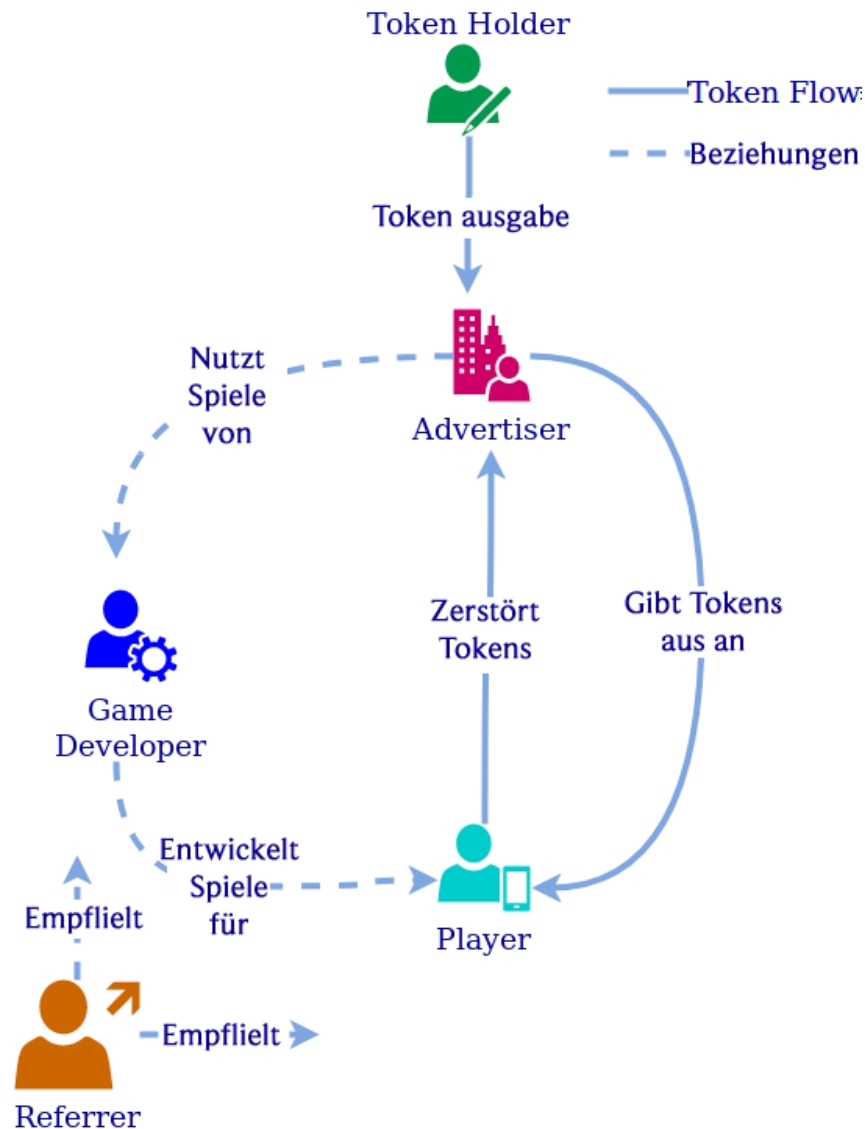 Token Holder
Token Flow
Beziehungen
Token ausgabe
Nutzt
Spiele
von
Advertiser
Zerstört
Tokens
Gibt Tokens
aus an
Game
Developer
Entwickelt
Spiele
für
Empflielt
Player
Empflielt
Referrer